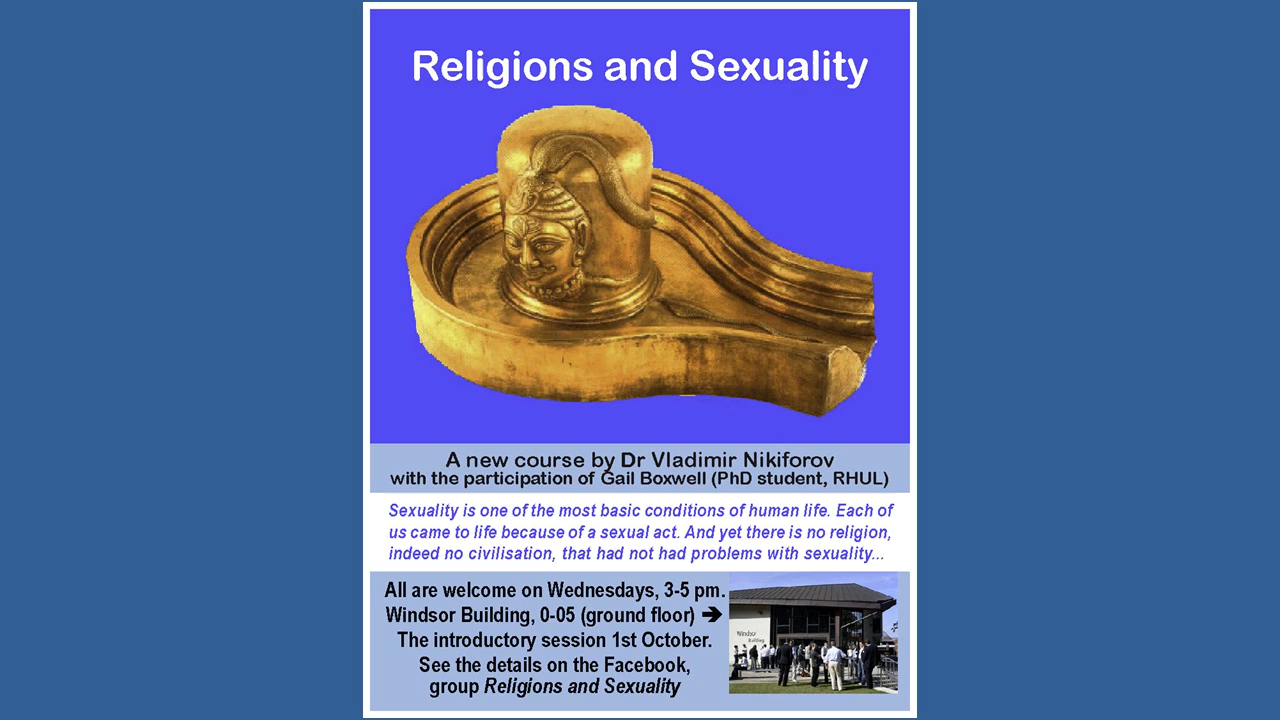 Religions and Sexuality
A new course by Dr Vladimir Nikiforov
with the participation of Gail Boxwell (PhD student, RHUL)
Sexuality is one of the most basic conditions of human life. Each of
us came to life because of a sexual act. And yet there is no religion,
indeed no civilisation, that had not had problems with sexuality...
All are welcome on Wednesdays, 3-5 pm.
Windsor Building, 0-05 (ground floor) ➔
The introductory session 1st October.
See the details on the Facebook,
group Religions and Sexuality
Windsor
Building